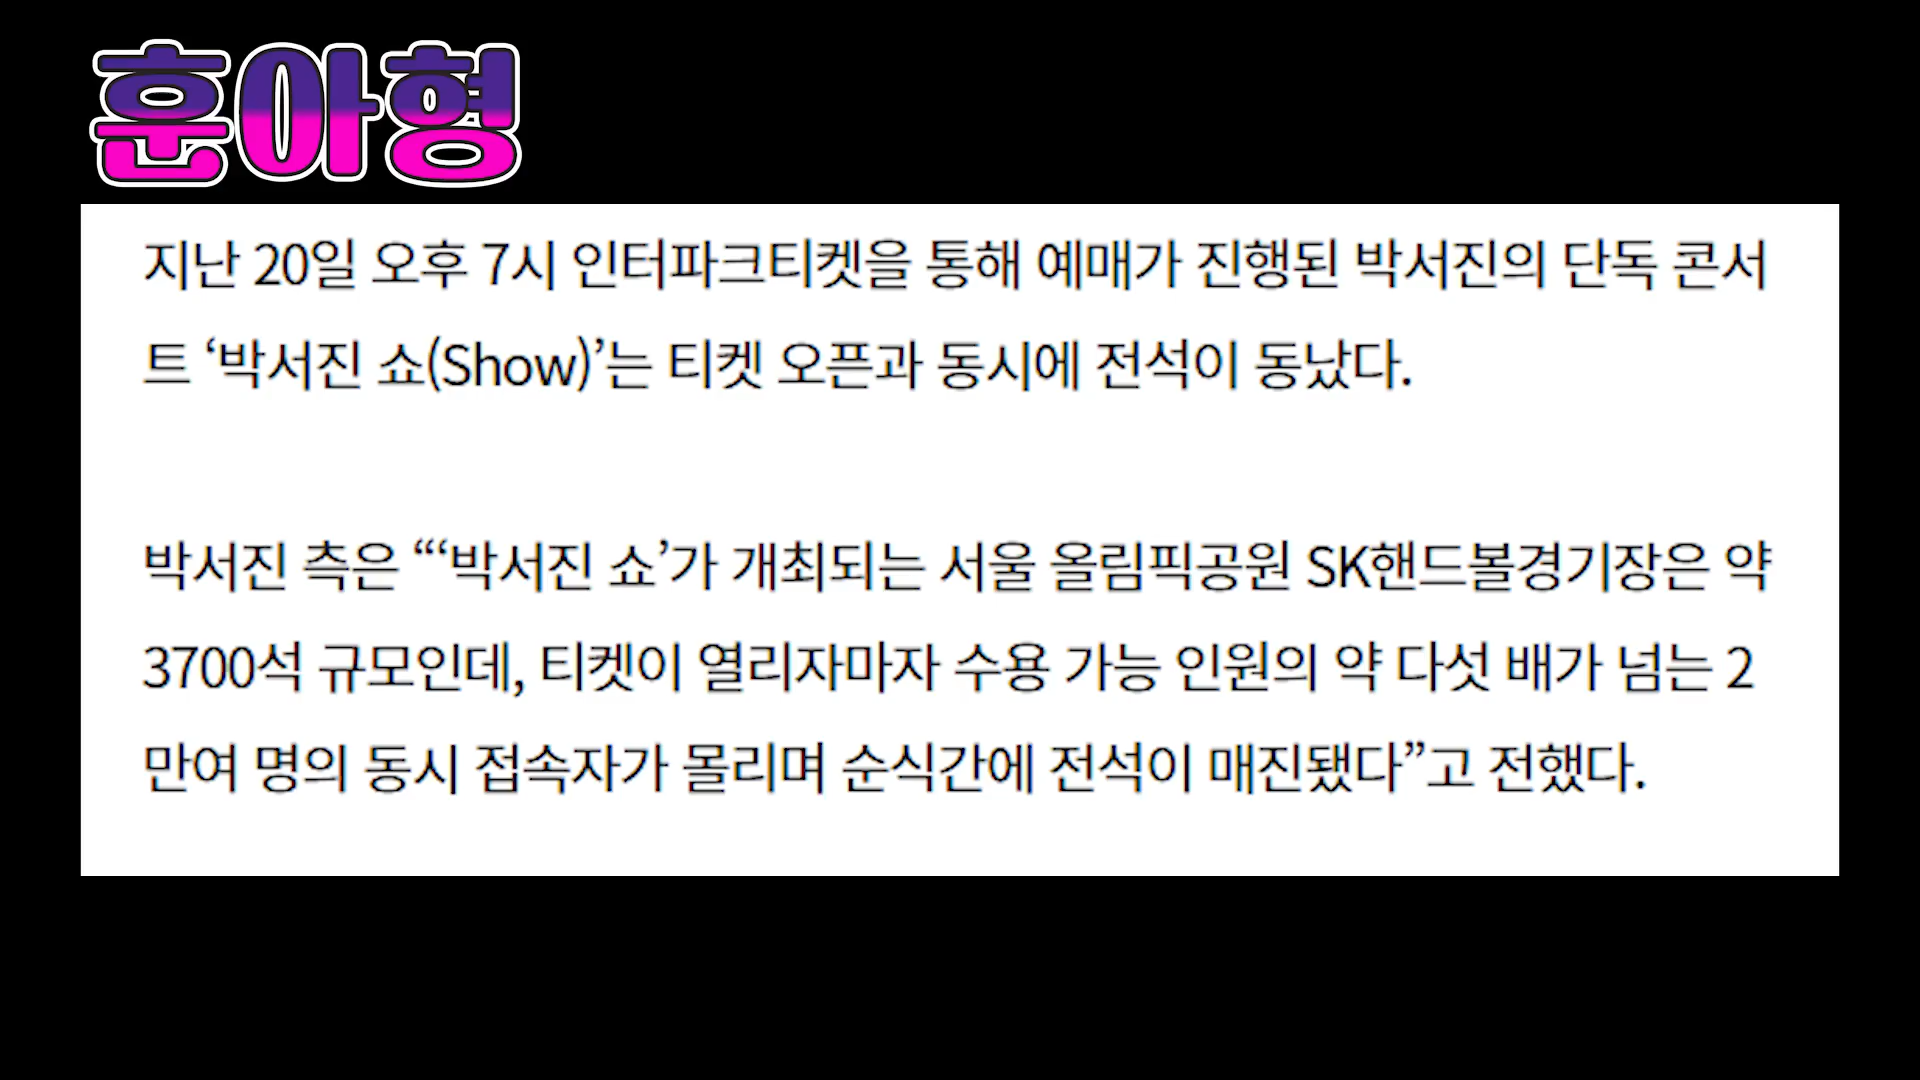 훈아형
지난 20일 오후 7시 인터파크티켓을 통해 예매가 진행된 박서진의 단독 콘서
트 ‘박서진 쇼(Show)’는 티켓 오픈과 동시에 전석이 동났다.
박서진 측은 “‘박서진 쇼’가 개최되는 서울 올림픽공원 SK핸드볼경기장은 약
3700석 규모인데, 티켓이 열리자마자 수용 가능 인원의 약 다섯 배가 넘는 2
만여 명의 동시 접속자가 몰리며 순식간에 전석이 매진됐다”고 전했다.